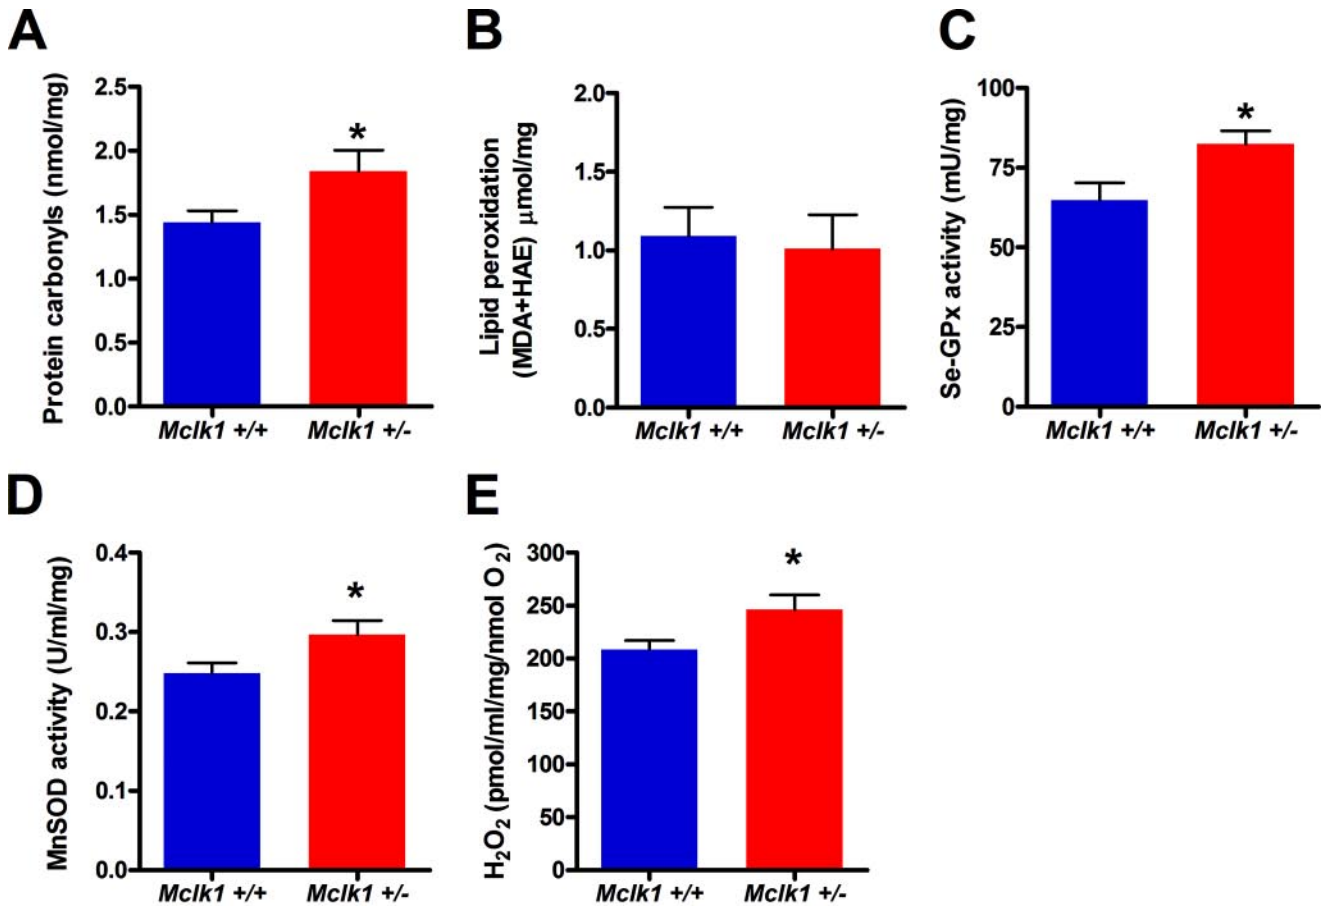 A
Protein carbonyls (nmol/mg)
2.5
2.0
1.5
1.0
0.5
0.0
*
Mclk1 +/+
Mclk1 +/-
B
Lipid peroxidation
(MDA+HAE) μmol/mg
2.0
1.5
1.0
0.5
0.0
Mclk1 +/+
Mclk1 +/-
C
Se-GPx activity (mU/mg)
100
75
50
25
0
*
Mclk1 +/+
Mclk1 +/-
D
MnSOD activity (U/ml/mg)
0.4
0.3
0.2
0.1
0.0
*
Mclk1 +/+
Mclk1 +/-
E
H₂O₂ (pmol/ml/mg/nmol O₂)
300
250
200
150
100
50
0
*
Mclk1 +/+
Mclk1 +/-